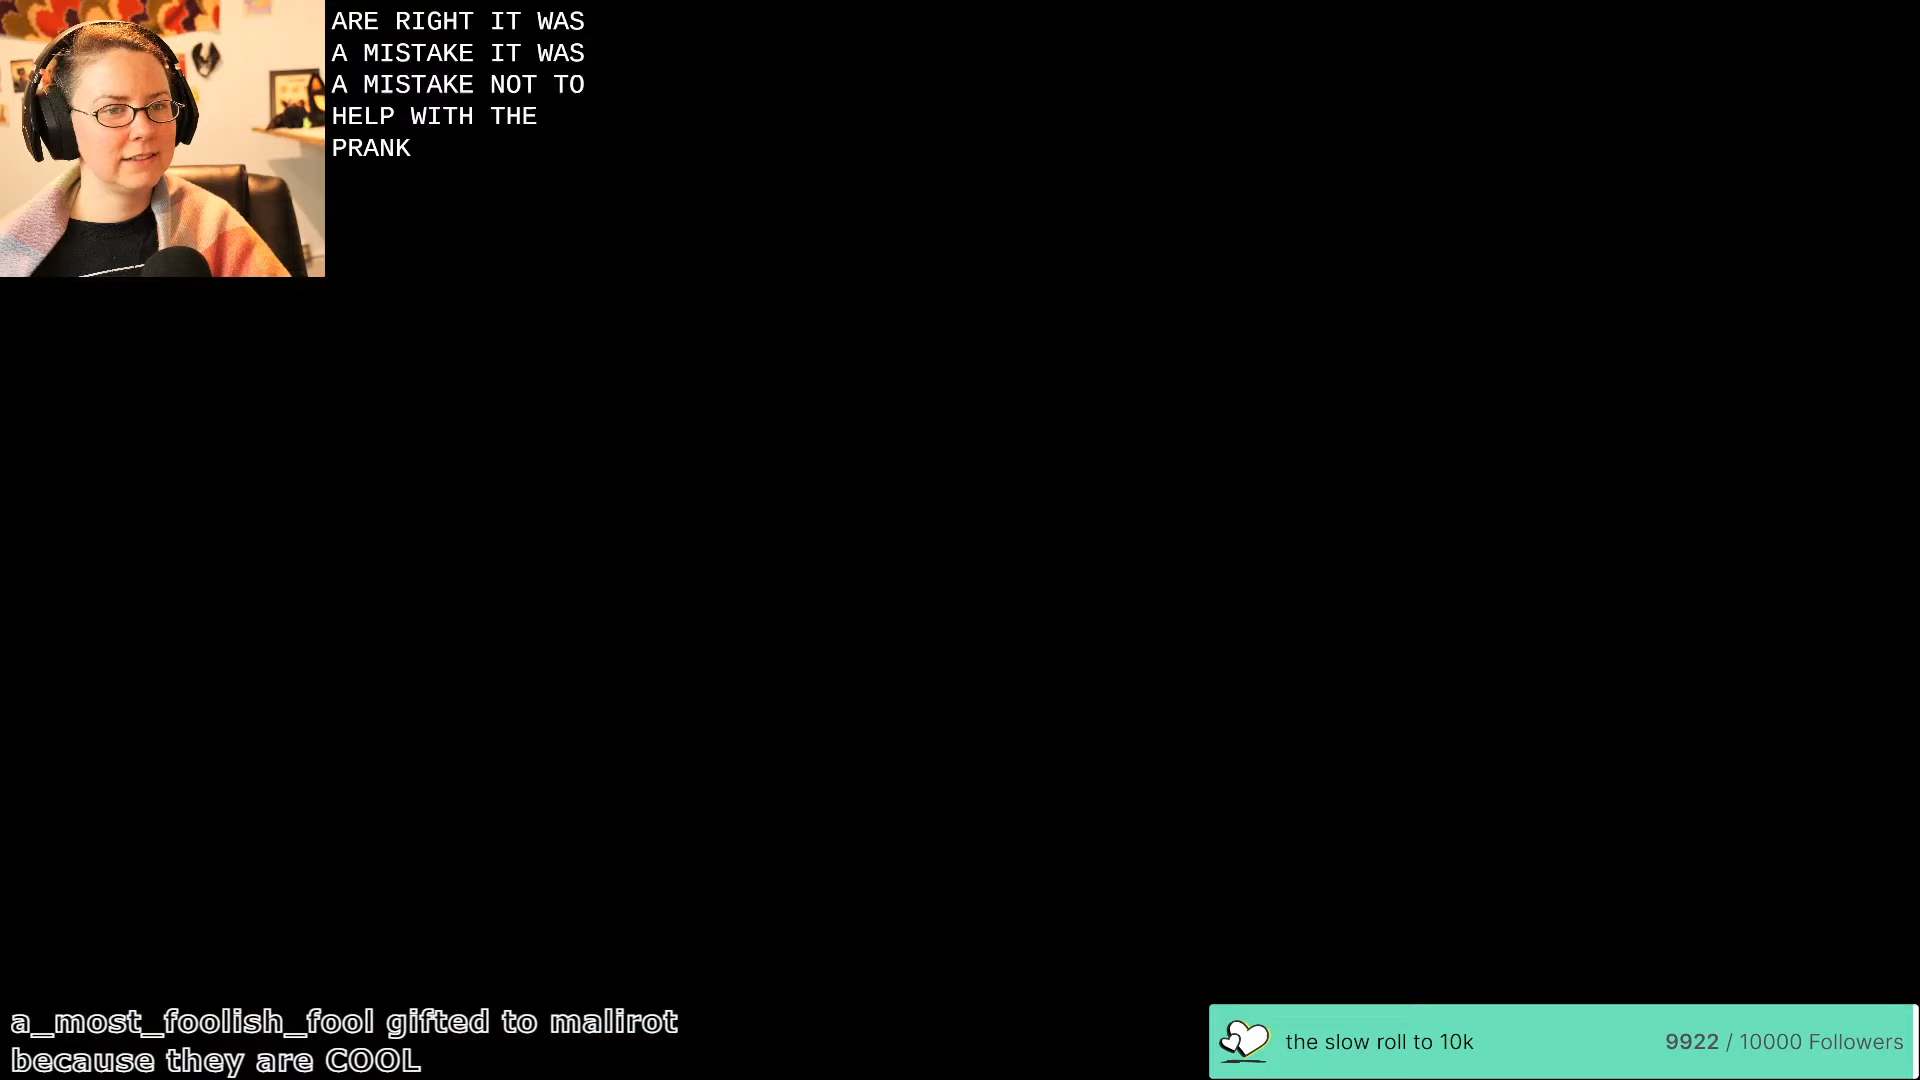 ARE RIGHT IT WAS
A MISTAKE IT WAS
A MISTAKE NOT TO
HELP WITH THE
PRANK
a_most_foolish_fool gifted to malirot
because they are COOL
the slow roll to 10k
9922 / 10000 Followers